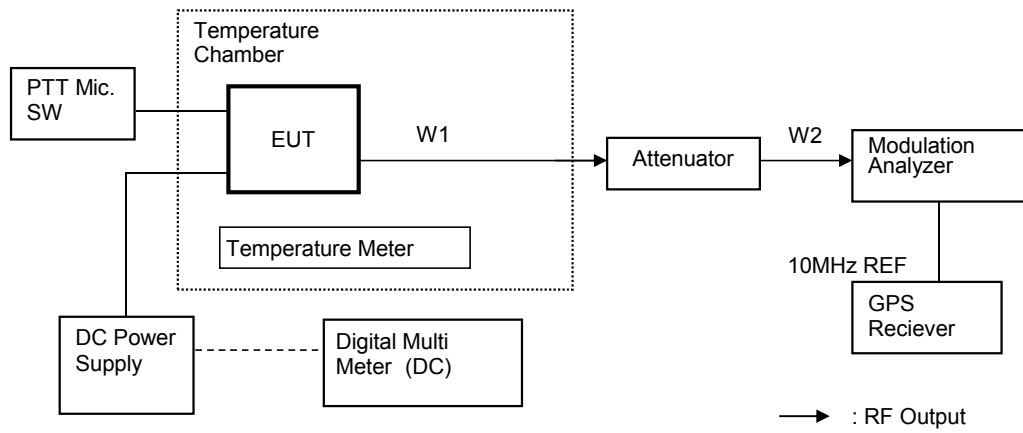 Temperature
Chamber
PTT Mic.
SW
EUT
W1
Attenuator
W2
Modulation
Analyzer
Temperature Meter
10MHz REF
GPS
Reciever
DC Power
Supply
Digital Multi
Meter (DC)
: RF Output